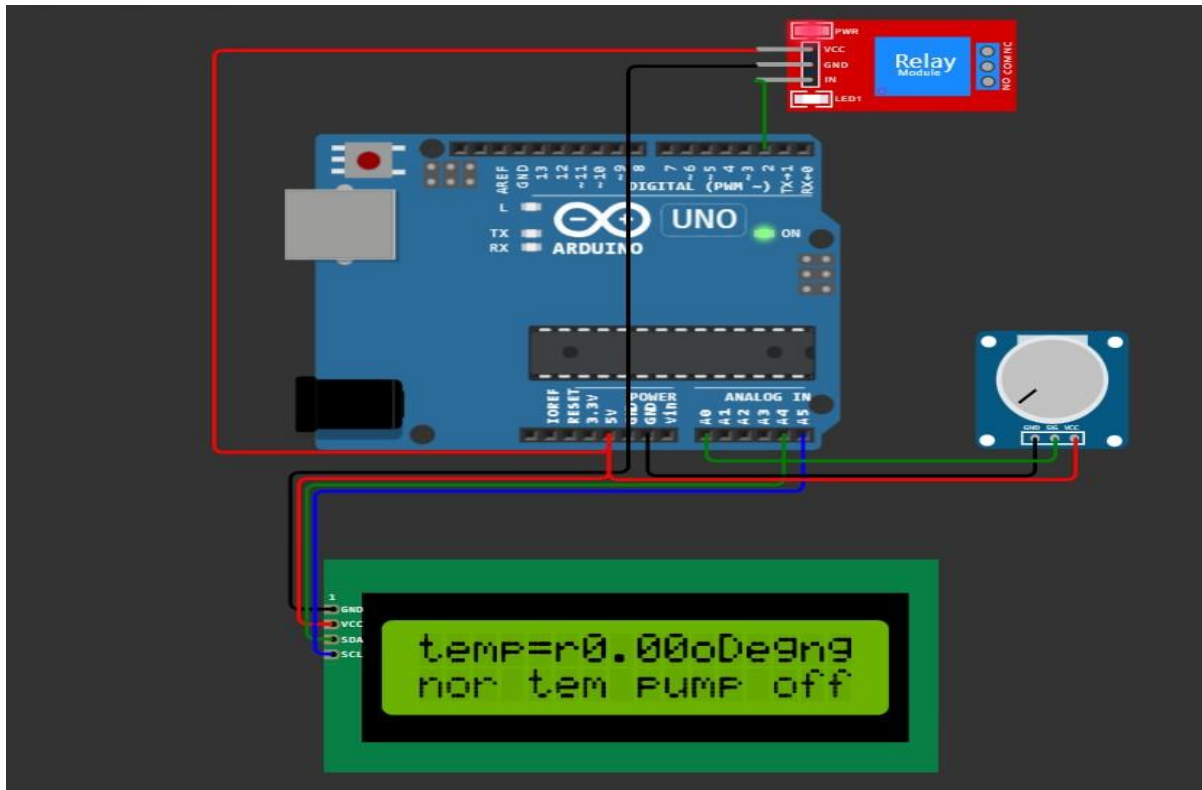 PWR
VCC
GND
IN
LED1
Relay
Module
NO COM NC
AREF
GND
13
12
~11
~10
~9
8
7
~6
~5
4
~3
2
TX→1
RX←0
DIGITAL (PWM ~)
L
TX
RX
UNO
ARDUINO
ON
POWER
ANALOG IN
IOREF
RESET
3.3V
5V
GND
GND
Vin
A0
A1
A2
A3
A4
A5
GND SIG VCC
1
GND
VCC
SDA
SCL
temp=r0.00oDegng
nor tem pump off